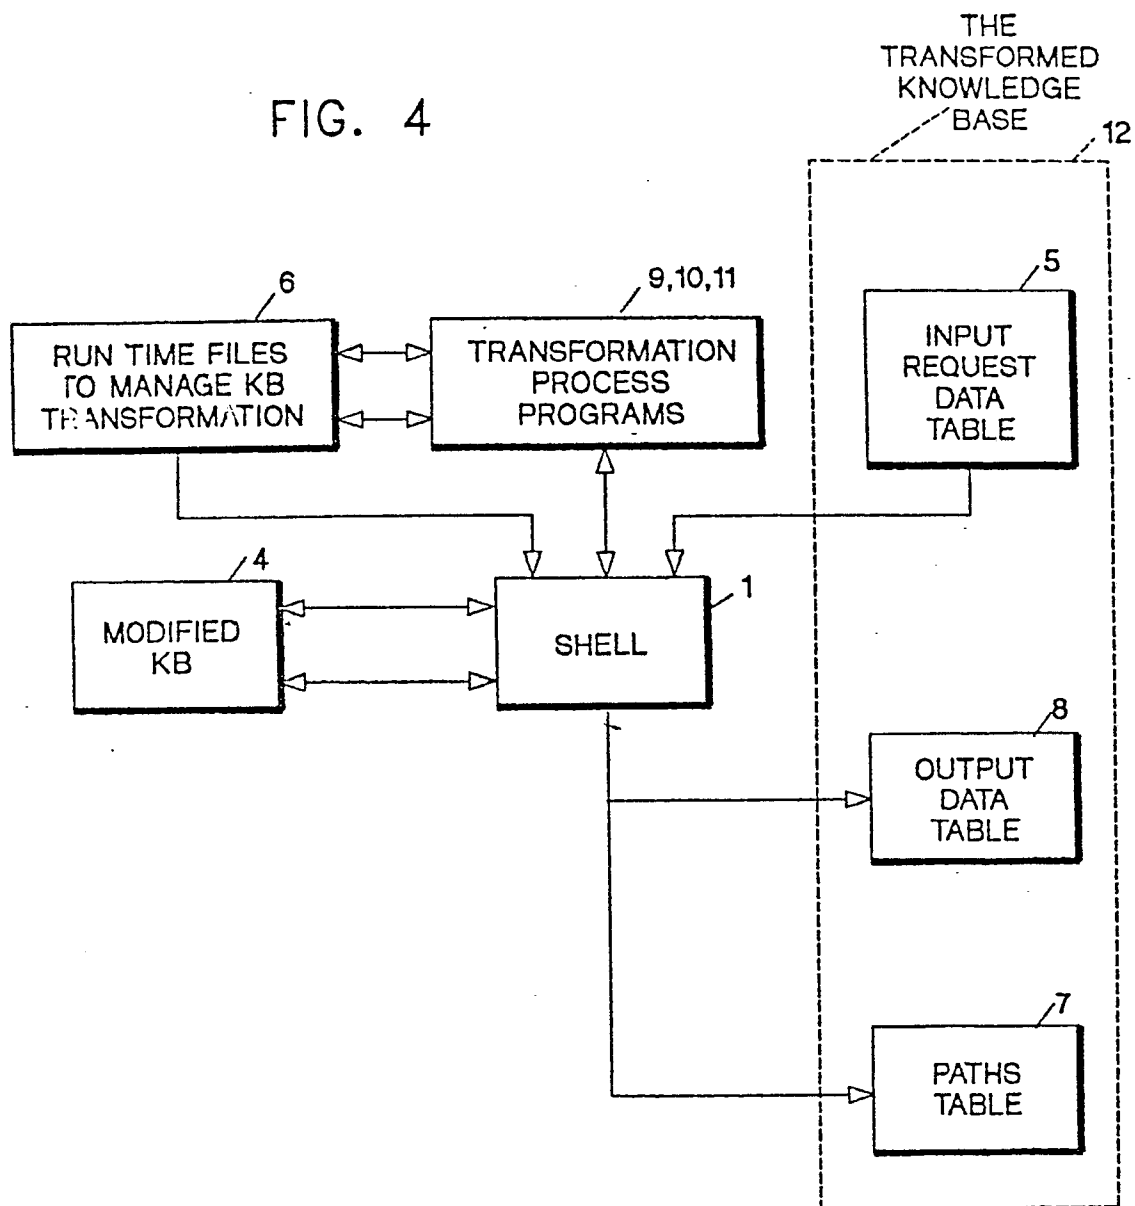 THE
TRANSFORMED
KNOWLEDGE
BASE
FIG. 4
12
6
9,10,11
5
RUN TIME FILES
TO MANAGE KB
TRANSFORMATION
TRANSFORMATION
PROCESS
PROGRAMS
INPUT
REQUEST
DATA
TABLE
4
1
MODIFIED
KB
SHELL
8
OUTPUT
DATA
TABLE
7
PATHS
TABLE